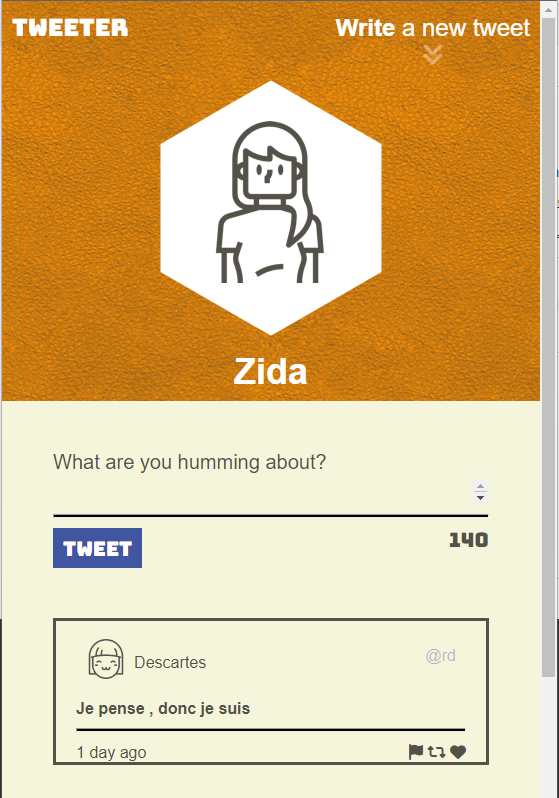 TWEETER
Write a new tweet
Zida
What are you humming about?
TWEET
140
Descartes
@rd
Je pense , donc je suis
1 day ago